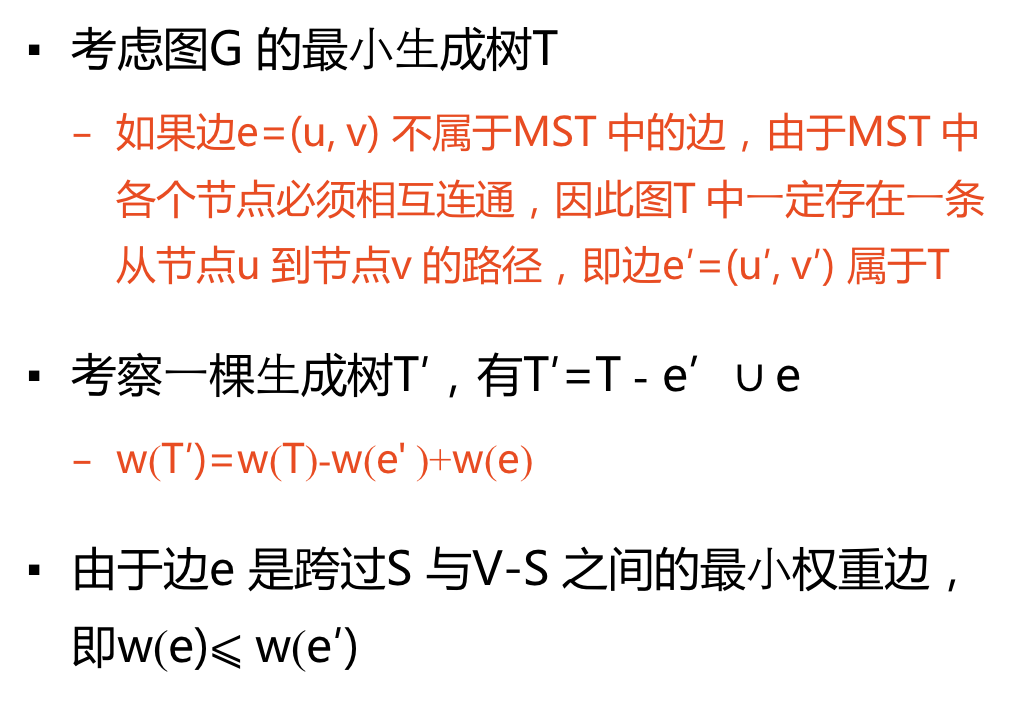 ▪ 考虑图G 的最小生成树T
– 如果边e=(u, v) 不属于MST 中的边，由于MST 中
各个节点必须相互连通，因此图T 中一定存在一条
从节点u 到节点v 的路径，即边e′=(u′, v′) 属于T
▪ 考察一棵生成树T′，有T′=T - e′ ∪ e
– w(T′)=w(T)-w(e' )+w(e)
▪ 由于边e 是跨过S 与V-S 之间的最小权重边，
即w(e)⩽ w(e′)